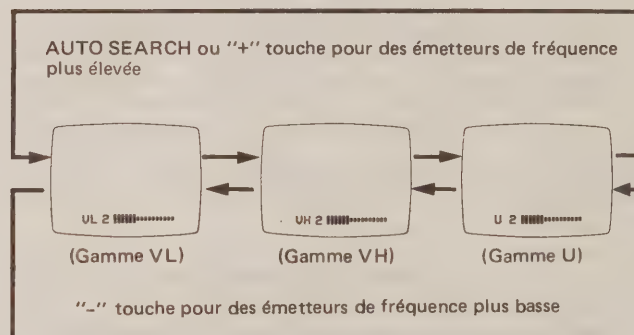 AUTO SEARCH ou "+" touche pour des émetteurs de fréquence
plus élevée
VL 2
VH 2
U 2
(Gamme VL)
(Gamme VH)
(Gamme U)
"-" touche pour des émetteurs de fréquence plus basse